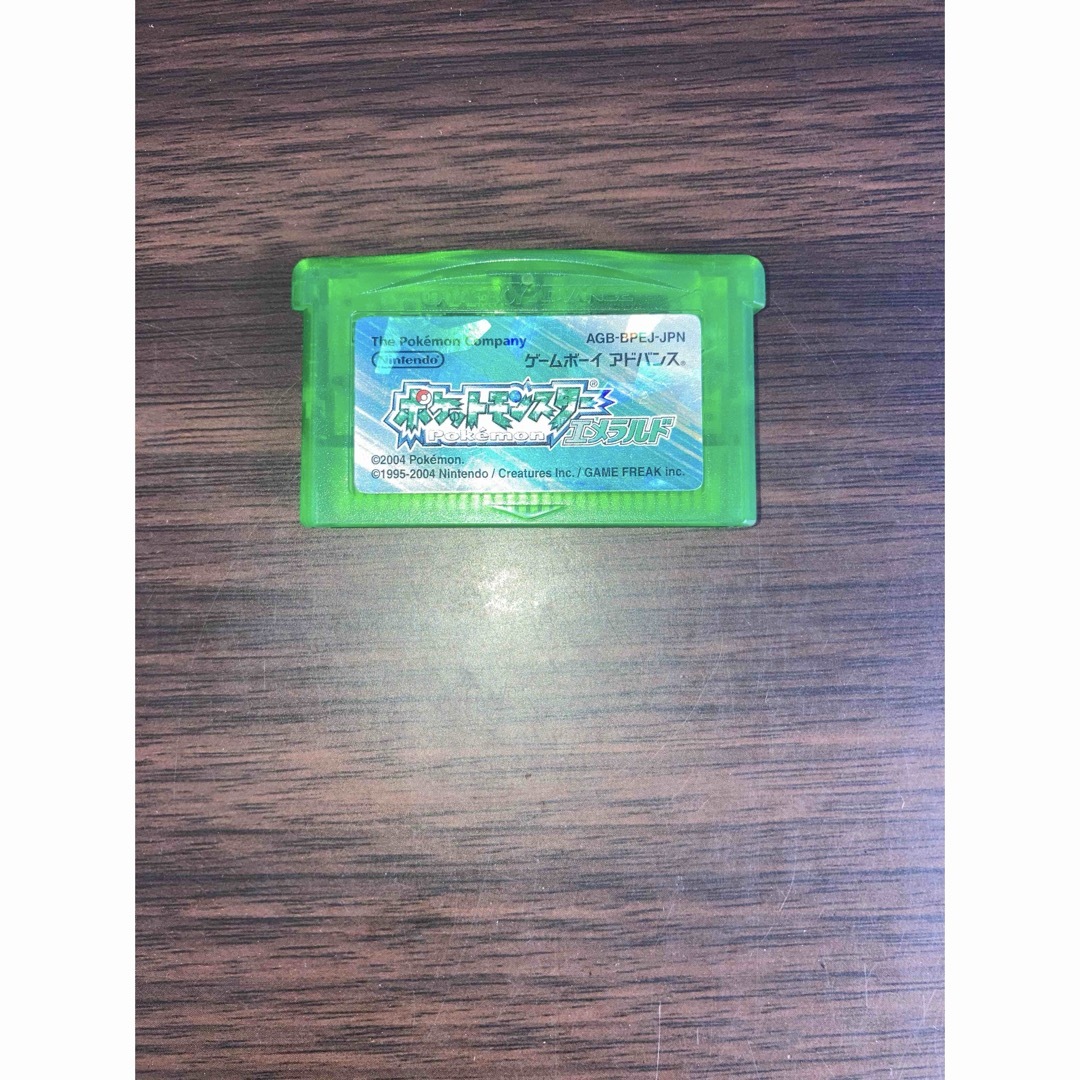 The Pokémon Company AGB-BPEJ-JPN
Nintendo ゲームボーイ アドバンス®
ポケットモンスター®
Pokémon エメラルド
©2004 Pokémon.
©1995-2004 Nintendo / Creatures Inc. / GAME FREAK inc.